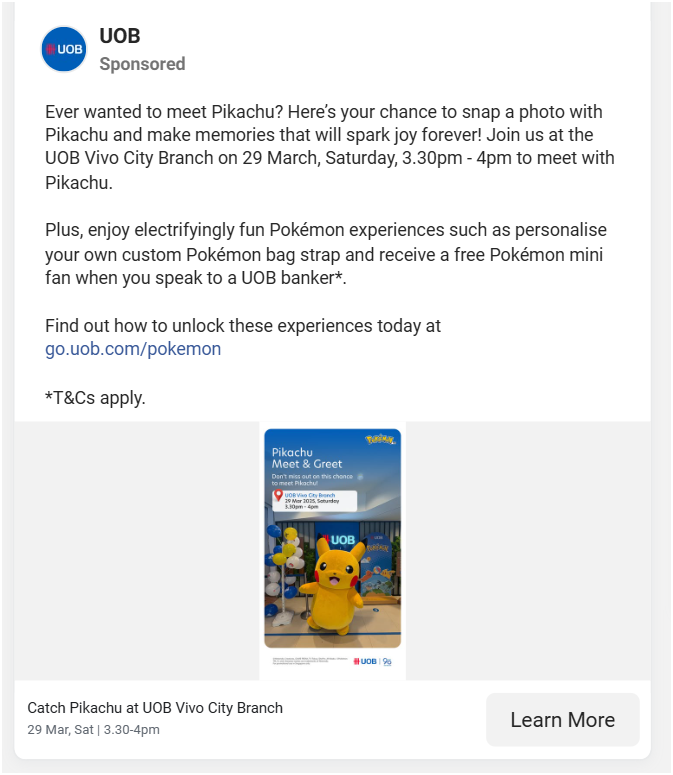 UOB
UOB
Sponsored
Ever wanted to meet Pikachu? Here’s your chance to snap a photo with
Pikachu and make memories that will spark joy forever! Join us at the
UOB Vivo City Branch on 29 March, Saturday, 3.30pm - 4pm to meet with
Pikachu.
Plus, enjoy electrifyingly fun Pokémon experiences such as personalise
your own custom Pokémon bag strap and receive a free Pokémon mini
fan when you speak to a UOB banker*.
Find out how to unlock these experiences today at
go.uob.com/pokemon
*T&Cs apply.
Pokémon
Pikachu
Meet & Greet
Don't miss out on this chance
to meet Pikachu!
UOB Vivo City Branch
29 Mar 2025, Saturday
3.30pm - 4pm
UOB
UOB
Pokémon
UOB
Catch Pikachu at UOB Vivo City Branch
29 Mar, Sat | 3.30-4pm
Learn More